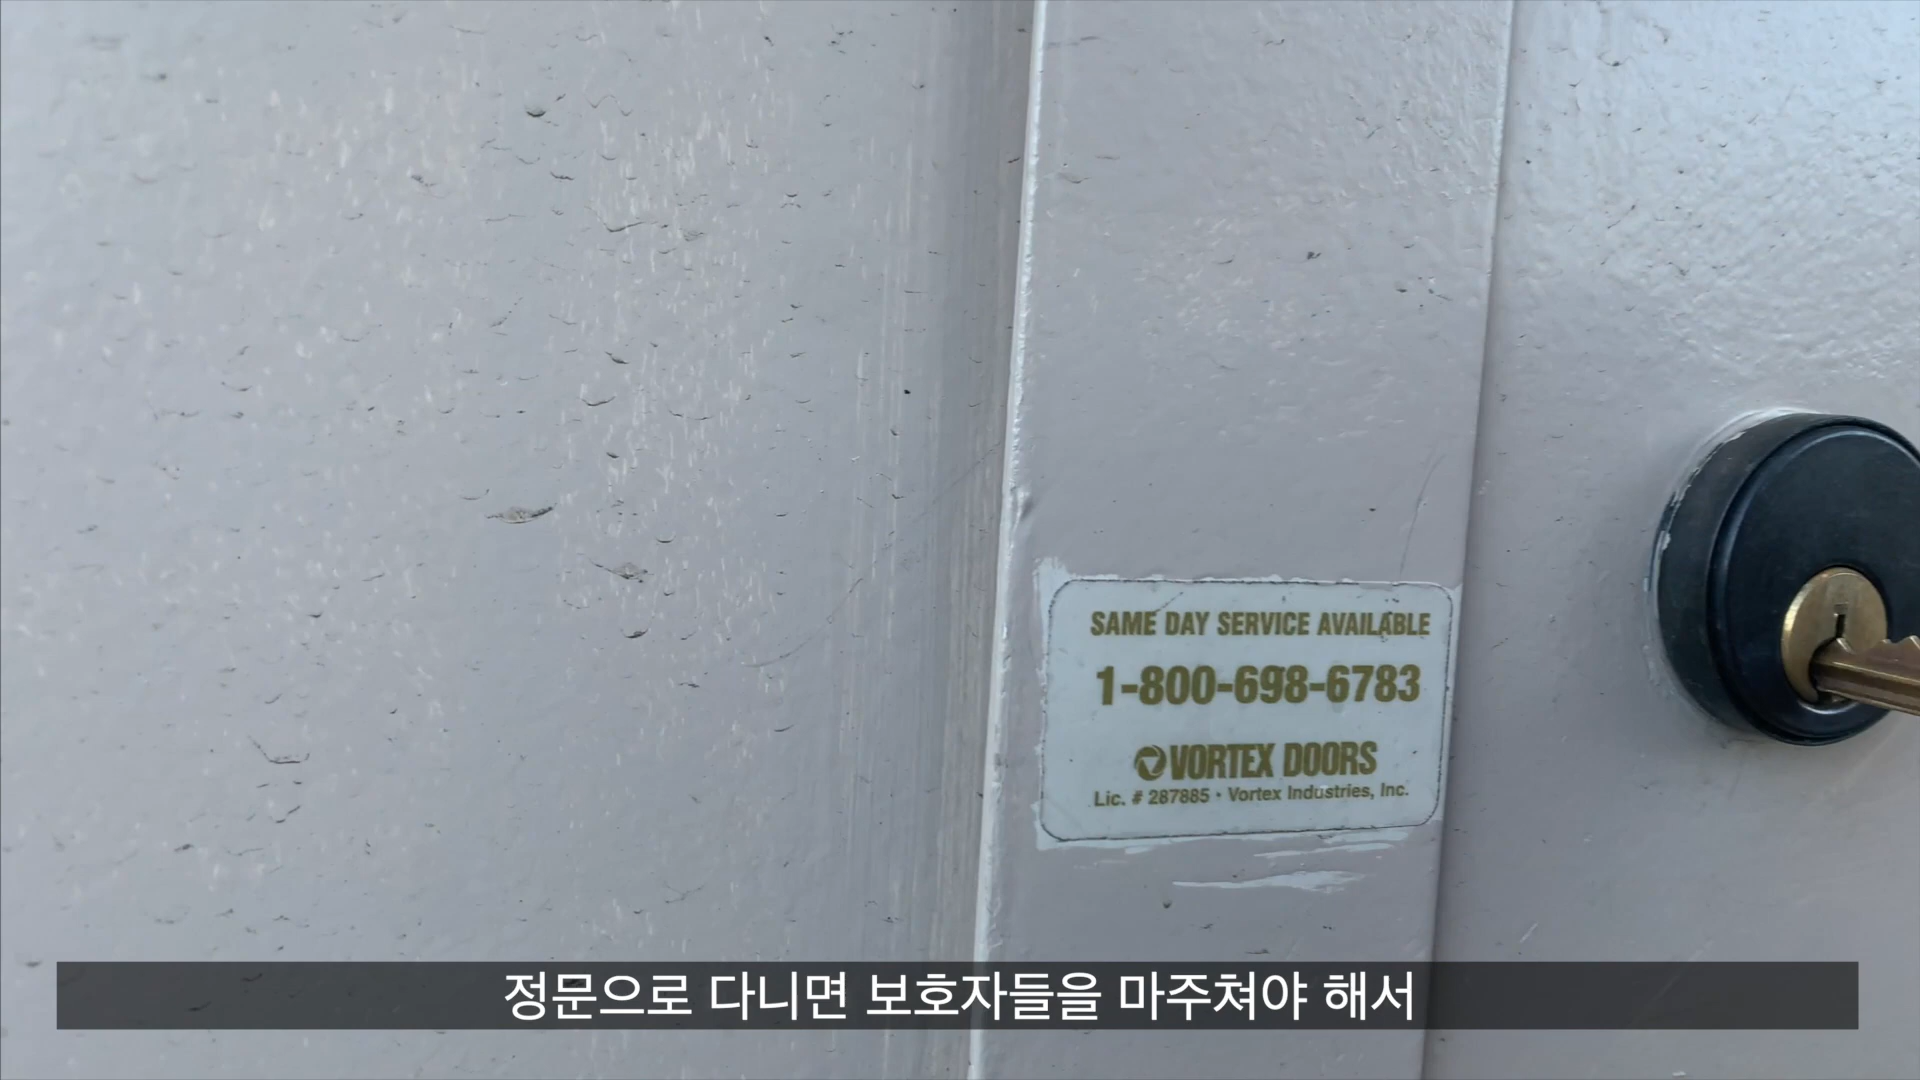 SAME DAY SERVICE AVAILABLE
1-800-698-6783
VORTEX DOORS
Lic. # 287885 • Vortex Industries, Inc.
정문으로 다니면 보호자들을 마주쳐야 해서